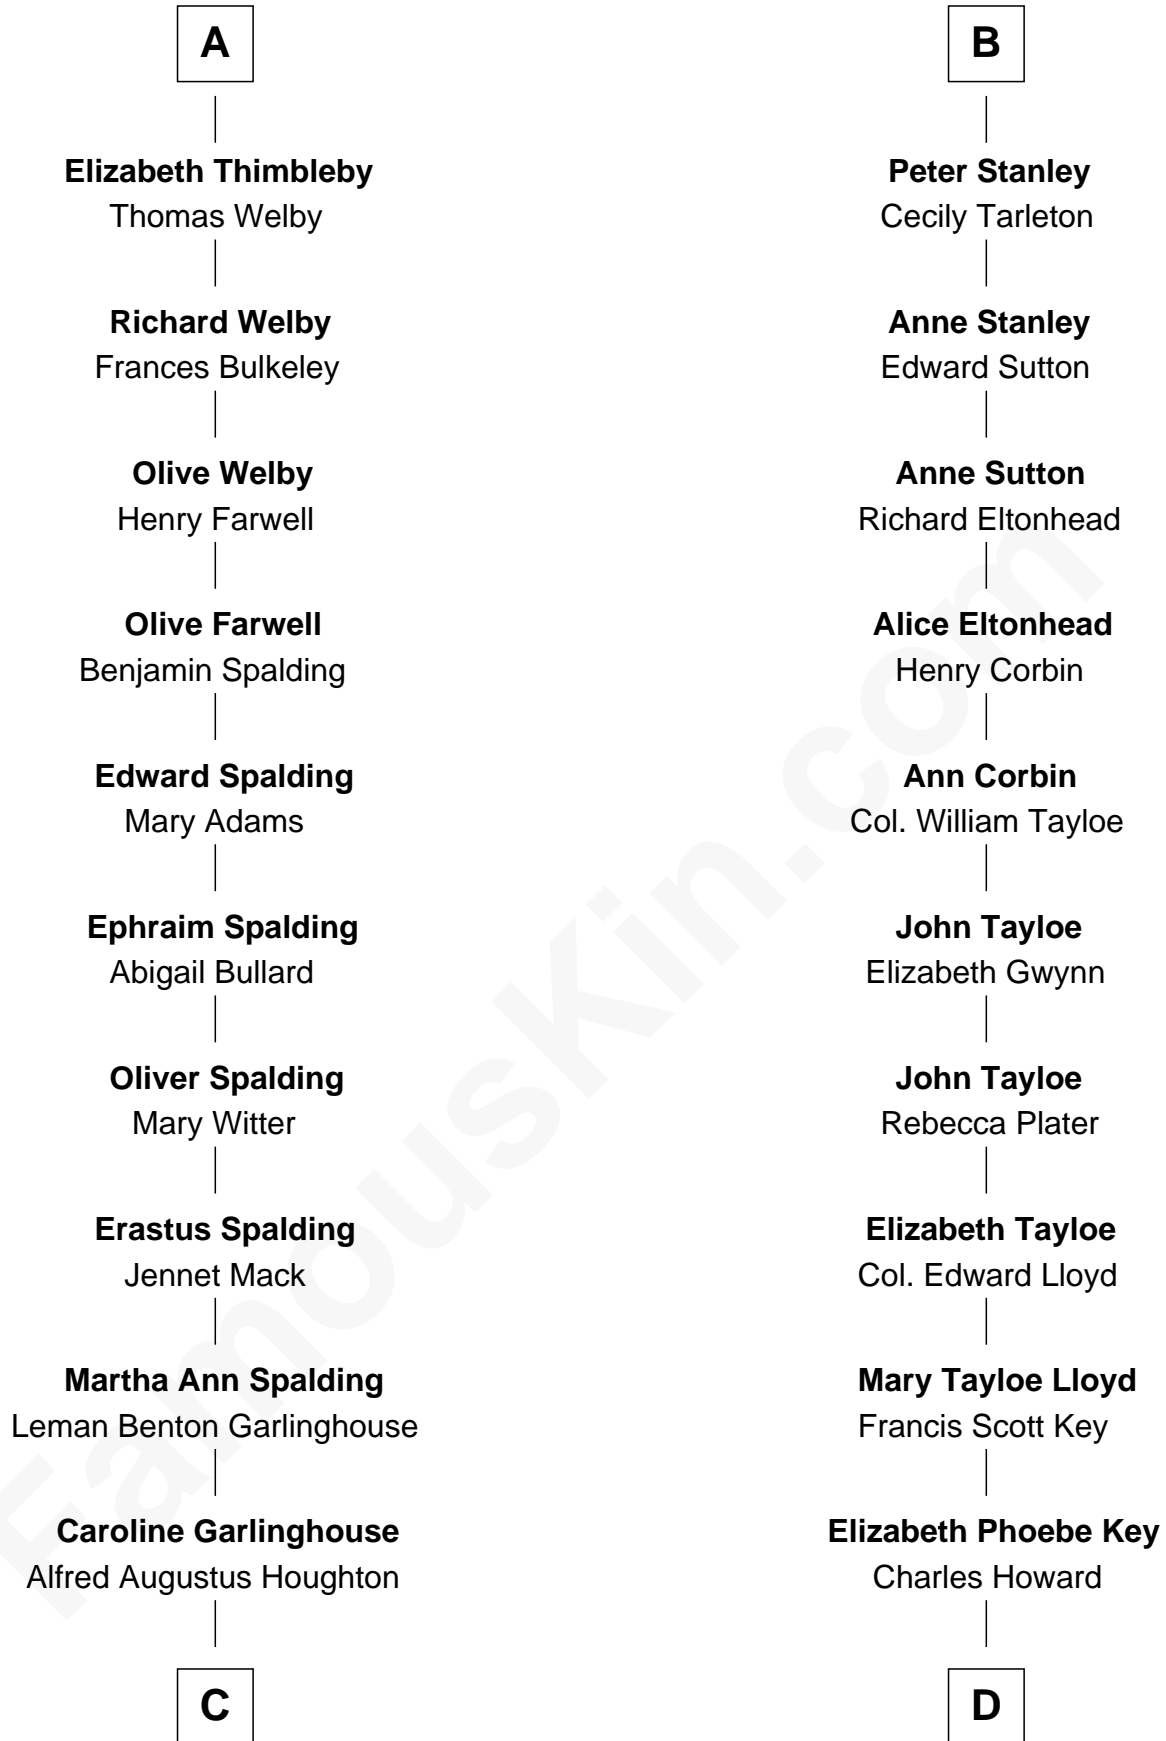 A
Elizabeth Thimbleby
Thomas Welby
Richard Welby
Frances Bulkeley
Olive Welby
Henry Farwell
Olive Farwell
Benjamin Spalding
Edward Spalding
Mary Adams
Ephraim Spalding
Abigail Bullard
Oliver Spalding
Mary Witter
Erastus Spalding
Jennet Mack
Martha Ann Spalding
Leman Benton Garlinghouse
Caroline Garlinghouse
Alfred Augustus Houghton
C
B
Peter Stanley
Cecily Tarleton
Anne Stanley
Edward Sutton
Anne Sutton
Richard Eltonhead
Alice Eltonhead
Henry Corbin
Ann Corbin
Col. William Tayloe
John Tayloe
Elizabeth Gwynn
John Tayloe
Rebecca Plater
Elizabeth Tayloe
Col. Edward Lloyd
Mary Tayloe Lloyd
Francis Scott Key
Elizabeth Phoebe Key
Charles Howard
D
FamousKin.com